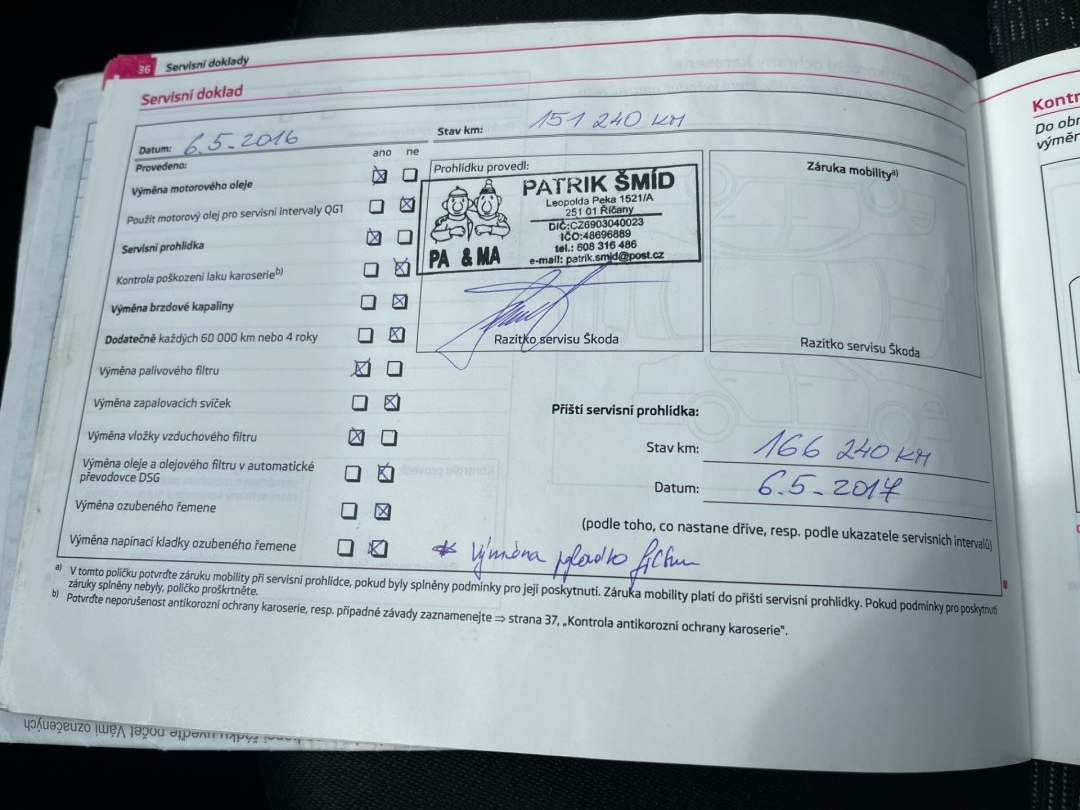 36 Servisní doklady
Servisní doklad
Datum: 6.5.2016 Stav km: 151 240 KM
Provedeno: ano ne
Výměna motorového oleje
Použit motorový olej pro servisní intervaly QG1
Servisní prohlídka
Kontrola poškození laku karoserie b)
Výměna brzdové kapaliny
Dodatečně každých 60 000 km nebo 4 roky
Výměna palivového filtru
Výměna zapalovacích svíček
Výměna vložky vzduchového filtru
Výměna oleje a olejového filtru v automatické
převodovce DSG
Výměna ozubeného řemene
Výměna napínací kladky ozubeného řemene
Prohlídku provedl:
PATRIK ŠMÍD
Leopolda Peka 1521/A
251 01 Říčany
DIČ:CZ6903040023
IČO:48696889
tel.: 608 316 486
e-mail: patrik.smid@post.cz
PA & MA
Razítko servisu Škoda
Záruka mobility a)
Razítko servisu Škoda
Příští servisní prohlídka:
Stav km: 166 240 KM
Datum: 6.5.2017
(podle toho, co nastane dříve, resp. podle ukazatele servisních intervalů)
* Výměna
a) V tomto políčku potvrďte záruku mobility při servisní prohlídce, pokud byly splněny podmínky pro její poskytnutí. Záruka mobility platí do příští servisní prohlídky. Pokud podmínky pro poskytnutí
záruky splněny nebyly, políčko proškrtněte.
b) Potvrďte neporušenost antikorozní ochrany karoserie, resp. případné závady zaznamenejte ⇒ strana 37, „Kontrola antikorozní ochrany karoserie".
Kontr
Do obr
výměr